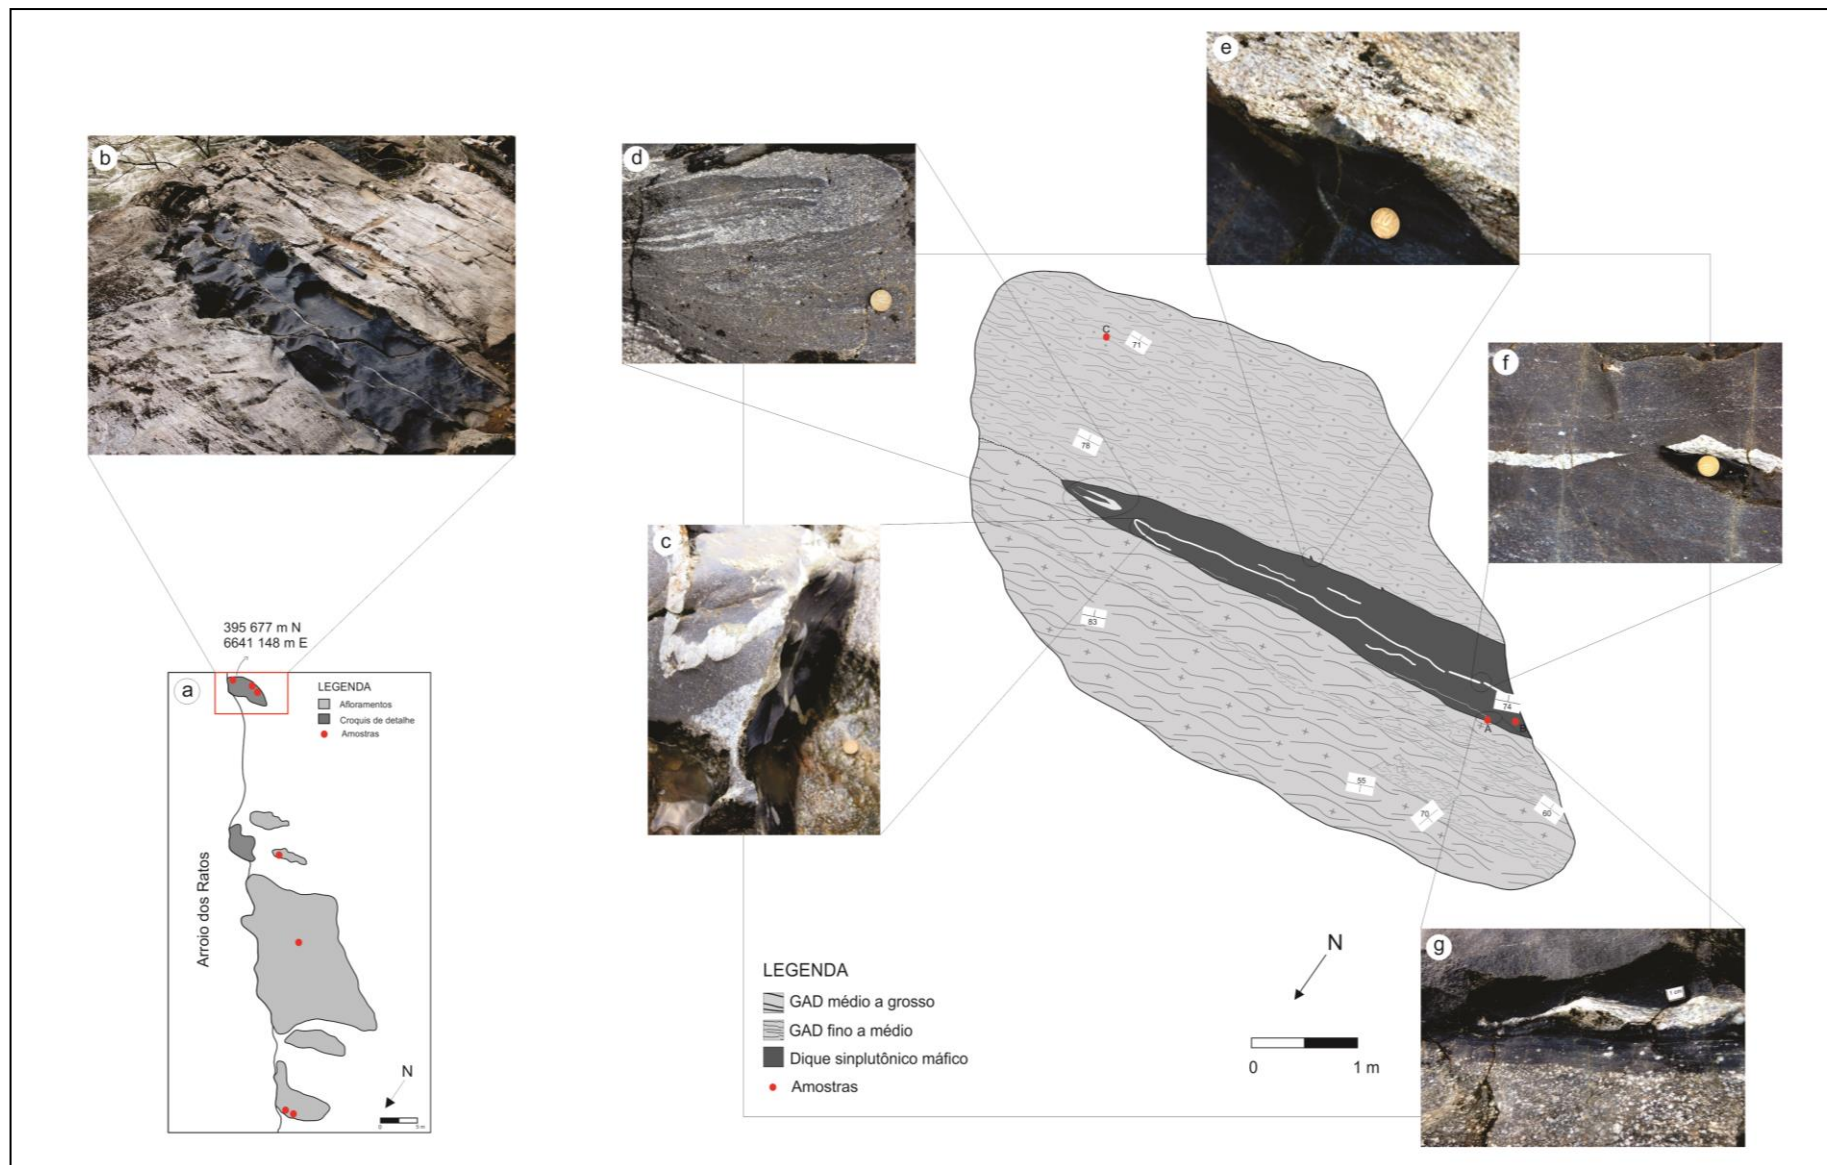 b
d
e
f
c
g
395 677 m N
6641 148 m E
a
LEGENDA
Afloramentos
Croquis de detalhe
Amostras
Arroio dos Ratos
N
0
C
71
78
83
74
A
B
55
70
60
1 cm
LEGENDA
GAD médio a grosso
GAD fino a médio
Dique sinplutônico máfico
Amostras
N
0 1 m